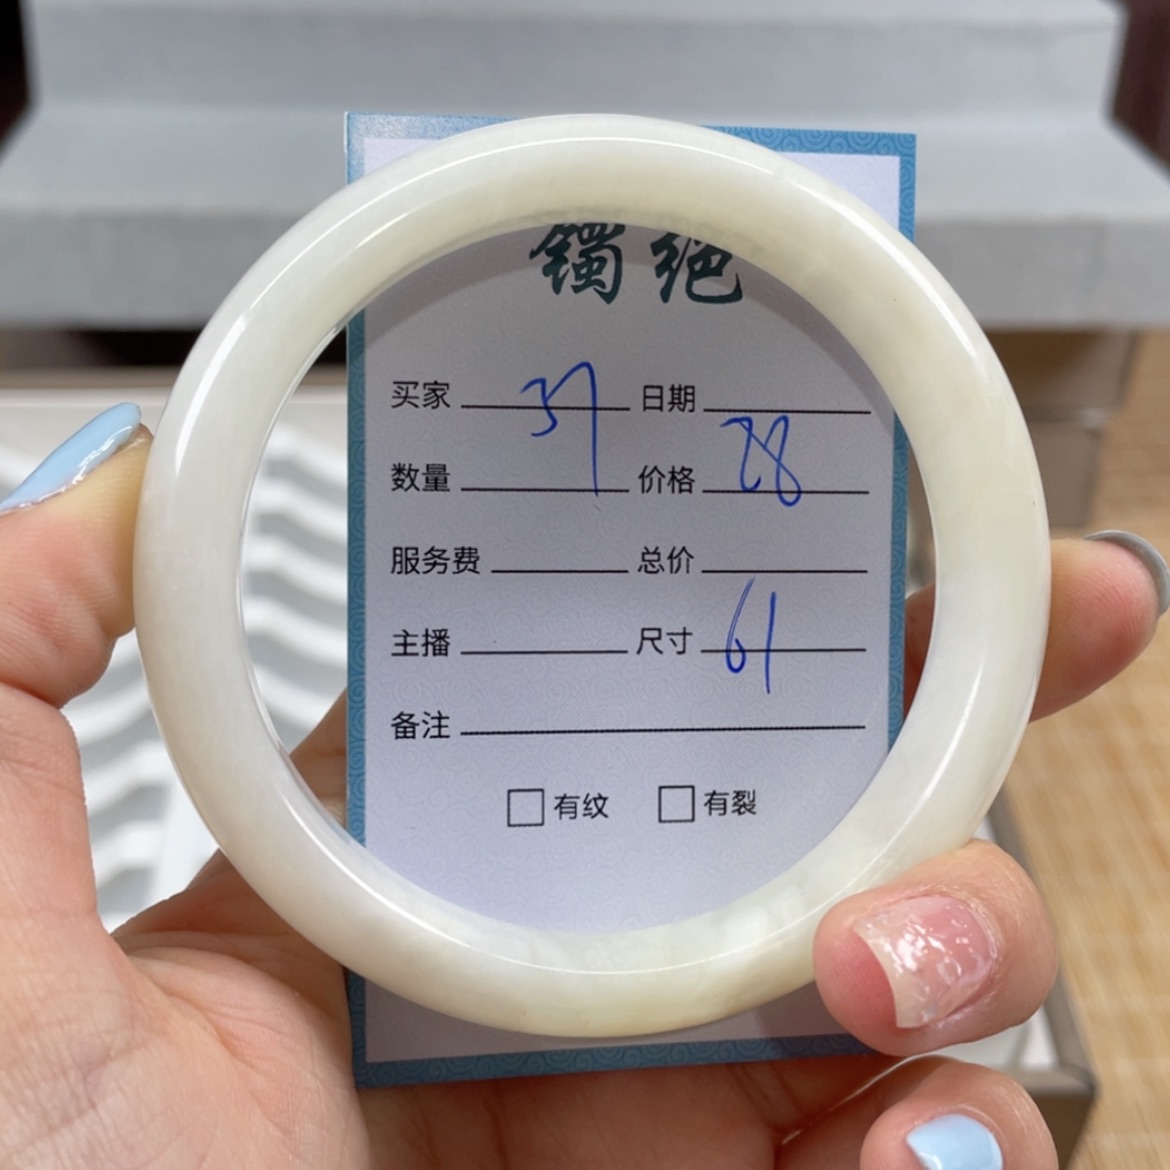 镯绝
买家 37 日期
数量 价格 28
服务费 总价
主播 尺寸 61
备注
□ 有纹 □ 有裂